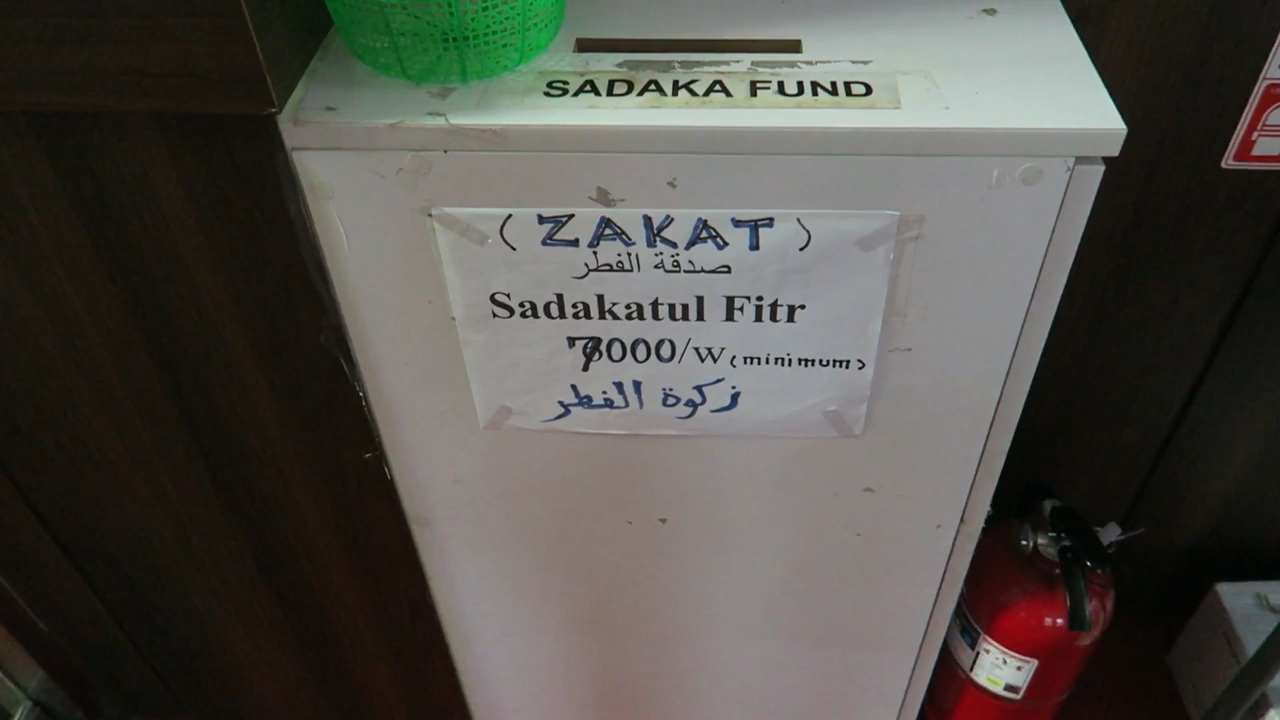 SADAKA FUND
( ZAKAT )
صدقة الفطر
Sadakatul Fitr
7000/W (minimum)
زكوة الفطر